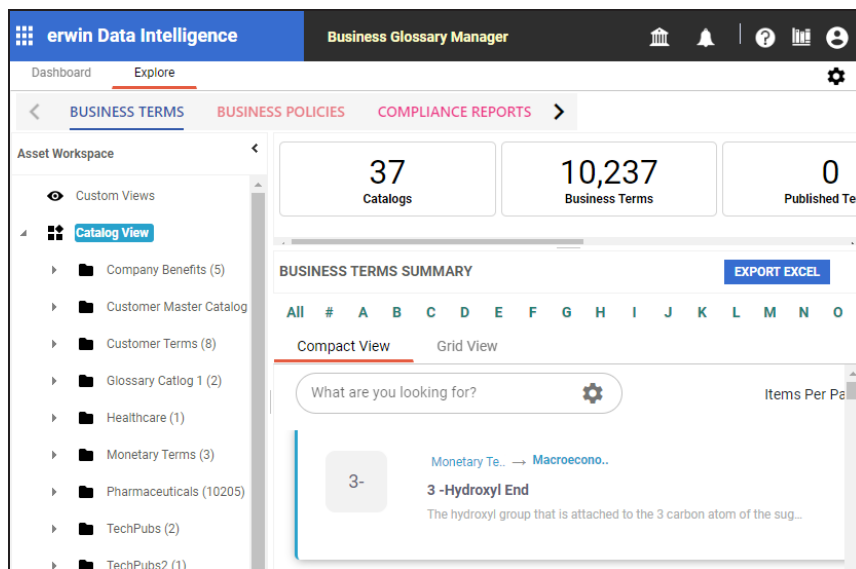 erwin Data Intelligence
Business Glossary Manager
Dashboard Explore
BUSINESS TERMS BUSINESS POLICIES COMPLIANCE REPORTS
Asset Workspace
Custom Views
Catalog View
Company Benefits (5)
Customer Master Catalog
Customer Terms (8)
Glossary Catlog 1 (2)
Healthcare (1)
Monetary Terms (3)
Pharmaceuticals (10205)
TechPubs (2)
TechPubs2 (1)
37
Catalogs
10,237
Business Terms
0
Published Te
BUSINESS TERMS SUMMARY
EXPORT EXCEL
All # A B C D E F G H I J K L M N O
Compact View Grid View
What are you looking for?
Items Per Pa
3-
Monetary Te.. → Macroecono..
3 -Hydroxyl End
The hydroxyl group that is attached to the 3 carbon atom of the sug...